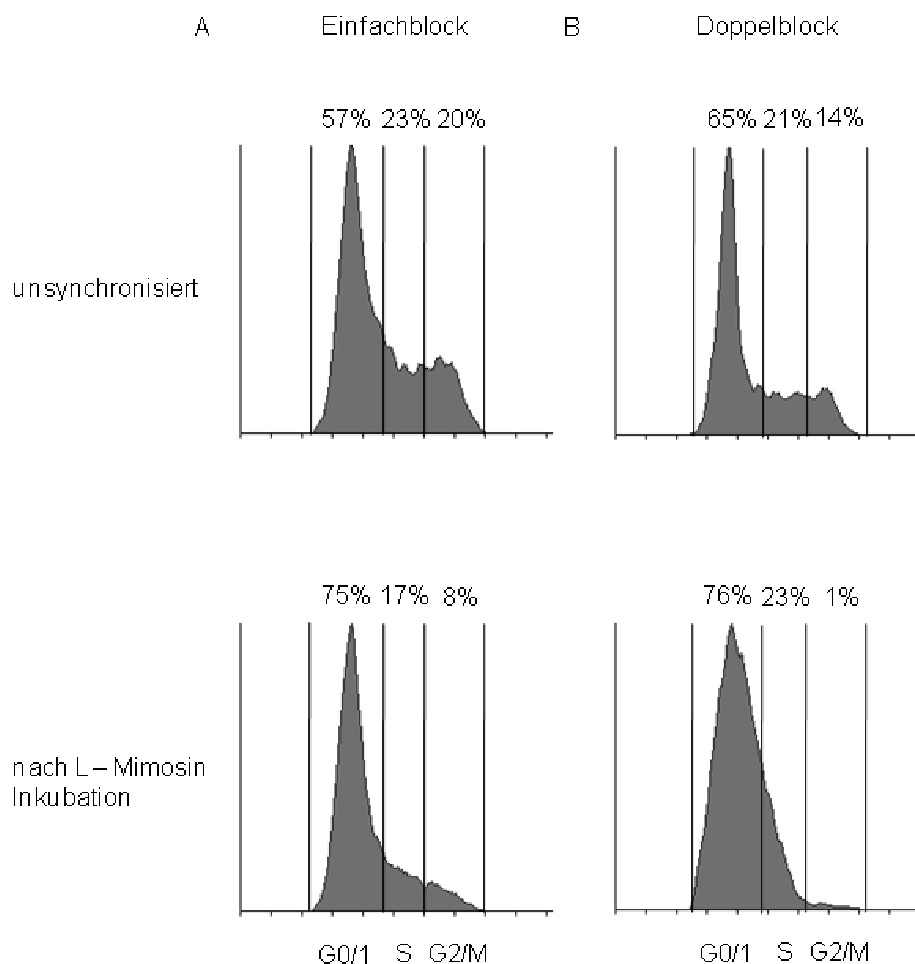 A Einfachblock B Doppelblock
57% 23% 20% 65% 21% 14%
unsynchronisiert
75% 17% 8% 76% 23% 1%
nach L – Mimosin
Inkubation
G0/1 S G2/M G0/1 S G2/M